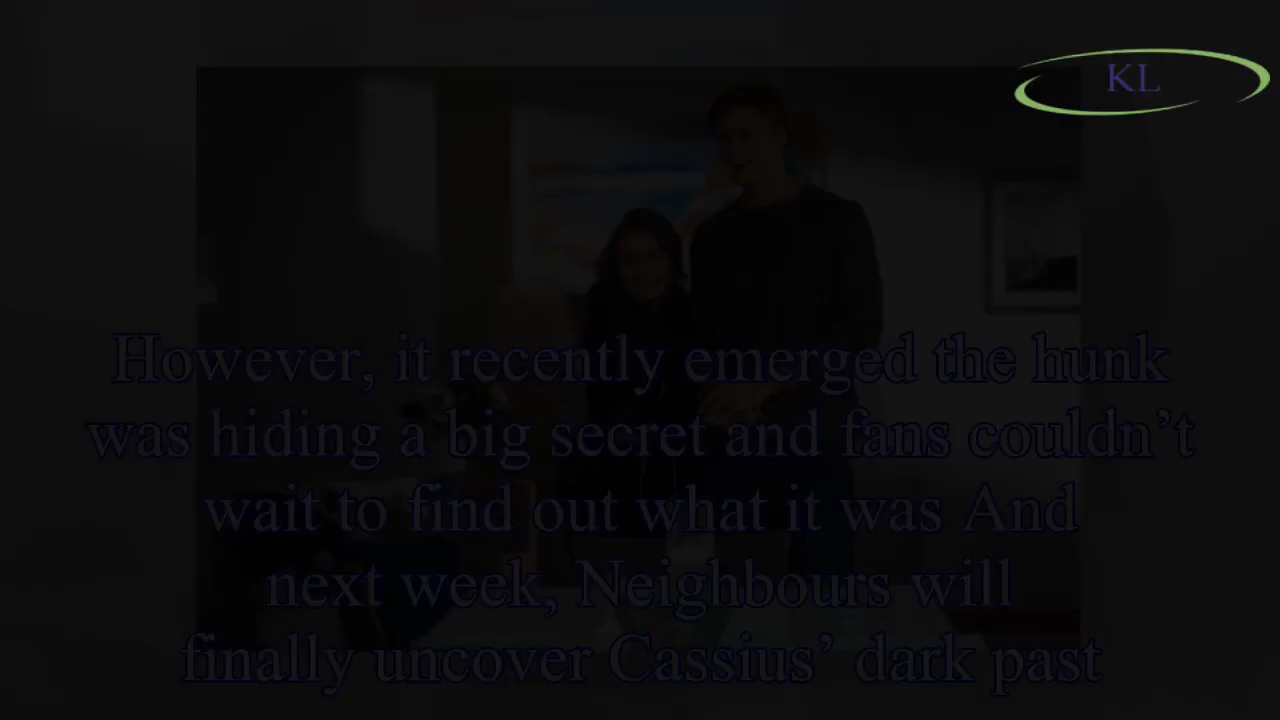 KL
However, it recently emerged the hunk
was hiding a big secret and fans couldn’t
wait to find out what it was And
next week, Neighbours will
finally uncover Cassius’ dark past